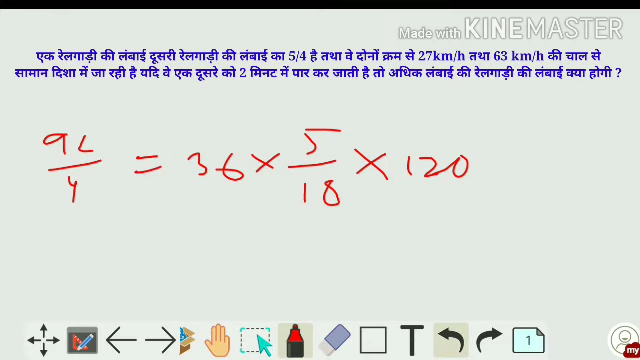 Made with KINEMASTER
एक रेलगाड़ी की लंबाई दूसरी रेलगाड़ी की लंबाई का 5/4 है तथा वे दोनों क्रम से 27km/h तथा 63 km/h की चाल से
सामान दिशा में जा रही है यदि वे एक दूसरे को 2 मिनट में पार कर जाती है तो अधिक लंबाई की रेलगाड़ी की लंबाई क्या होगी ?
9L/4 = 36 × 5/18 × 120
T 1
my